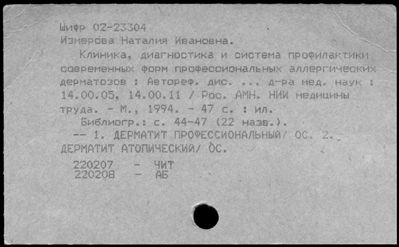 Шифр 02-23304
Измерова Наталия Ивановна.
Клиника, диагностика и система профилактики
современных форм профессиональных аллергических
дерматозов : Автореф. дис. ... д-ра мед. наук :
14.00.05, 14.00.11 / Рос. АМН. НИИ медицины
труда. - М., 1994. - 47 с. : ил.
Библиогр.: с. 44-47 (22 назв.).
-- 1. ДЕРМАТИТ ПРОФЕССИОНАЛЬНЫЙ/ ОС. 2.
ДЕРМАТИТ АТОПИЧЕСКИЙ/ ОС.
220207 - ЧИТ
220208 - АБ